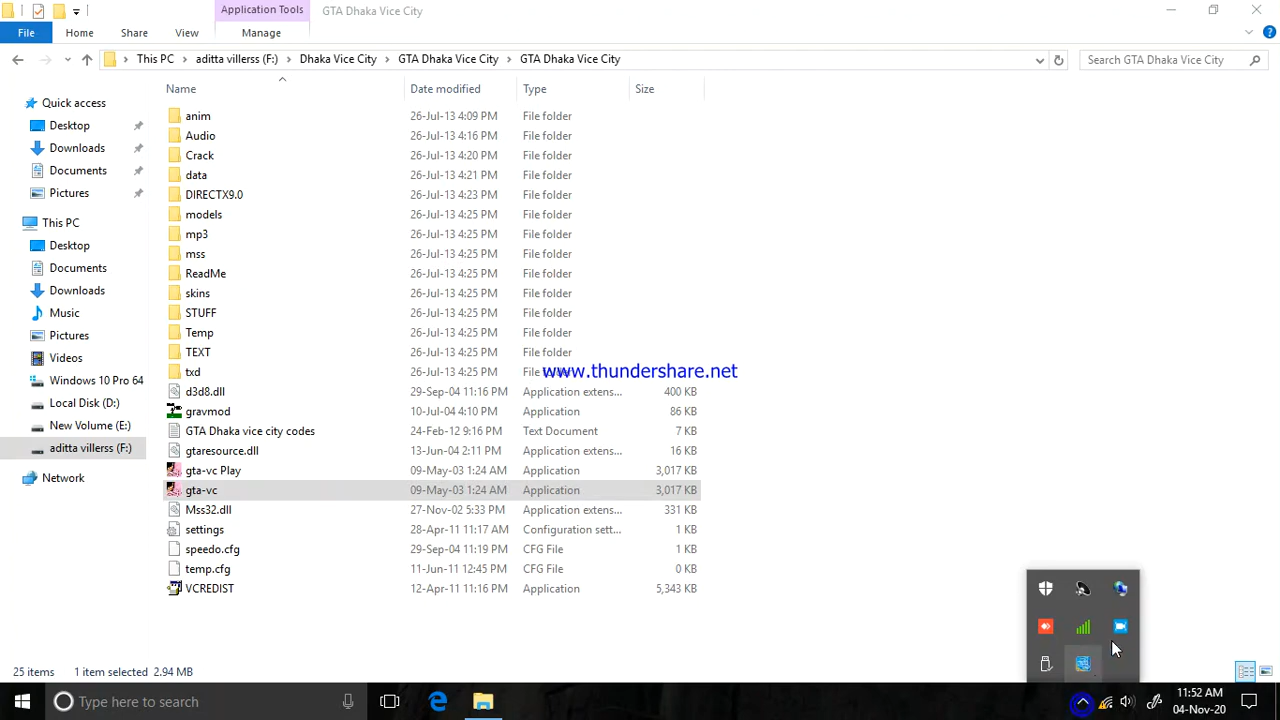 Application Tools GTA Dhaka Vice City
File Home Share View Manage
This PC aditta villerss (F:) Dhaka Vice City GTA Dhaka Vice City GTA Dhaka Vice City Search GTA Dhaka Vice City
Quick access
Desktop
Downloads
Documents
Pictures
This PC
Desktop
Documents
Downloads
Music
Pictures
Videos
Windows 10 Pro 64
Local Disk (D:)
New Volume (E:)
aditta villerss (F:)
Network
Name Date modified Type Size
anim 26-Jul-13 4:09 PM File folder
Audio 26-Jul-13 4:16 PM File folder
Crack 26-Jul-13 4:20 PM File folder
data 26-Jul-13 4:21 PM File folder
DIRECTX9.0 26-Jul-13 4:23 PM File folder
models 26-Jul-13 4:25 PM File folder
mp3 26-Jul-13 4:25 PM File folder
mss 26-Jul-13 4:25 PM File folder
ReadMe 26-Jul-13 4:25 PM File folder
skins 26-Jul-13 4:25 PM File folder
STUFF 26-Jul-13 4:25 PM File folder
Temp 26-Jul-13 4:25 PM File folder
TEXT 26-Jul-13 4:25 PM File folder
txd 26-Jul-13 4:25 PM File
www.thundershare.net
d3d8.dll 29-Sep-04 11:16 PM Application extens... 400 KB
gravmod 10-Jul-04 4:10 PM Application 86 KB
GTA Dhaka vice city codes 24-Feb-12 9:16 PM Text Document 7 KB
gtaresource.dll 13-Jun-04 2:11 PM Application extens... 16 KB
gta-vc Play 09-May-03 1:24 AM Application 3,017 KB
gta-vc 09-May-03 1:24 AM Application 3,017 KB
Mss32.dll 27-Nov-02 5:33 PM Application extens... 331 KB
settings 28-Apr-11 11:17 AM Configuration sett... 1 KB
speedo.cfg 29-Sep-04 11:19 PM CFG File 1 KB
temp.cfg 11-Jun-11 12:45 PM CFG File 0 KB
VCREDIST 12-Apr-11 11:16 PM Application 5,343 KB
25 items 1 item selected 2.94 MB
Type here to search
11:52 AM
04-Nov-20